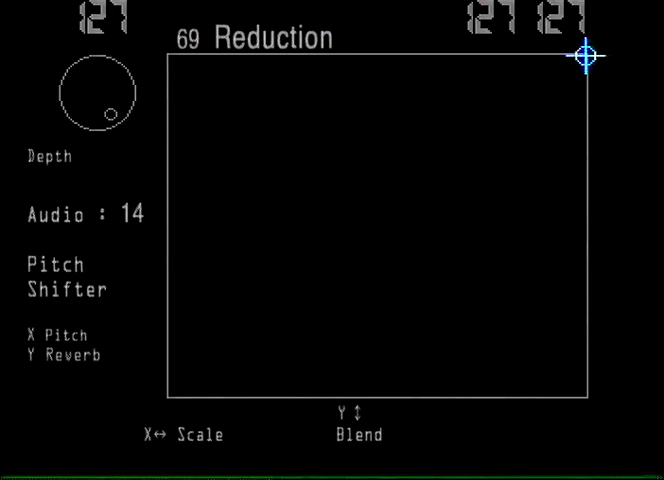 127
127 127
69 Reduction
Depth
Audio : 14
Pitch
Shifter
X Pitch
Y Reverb
Y ↕
X↔ Scale
Blend